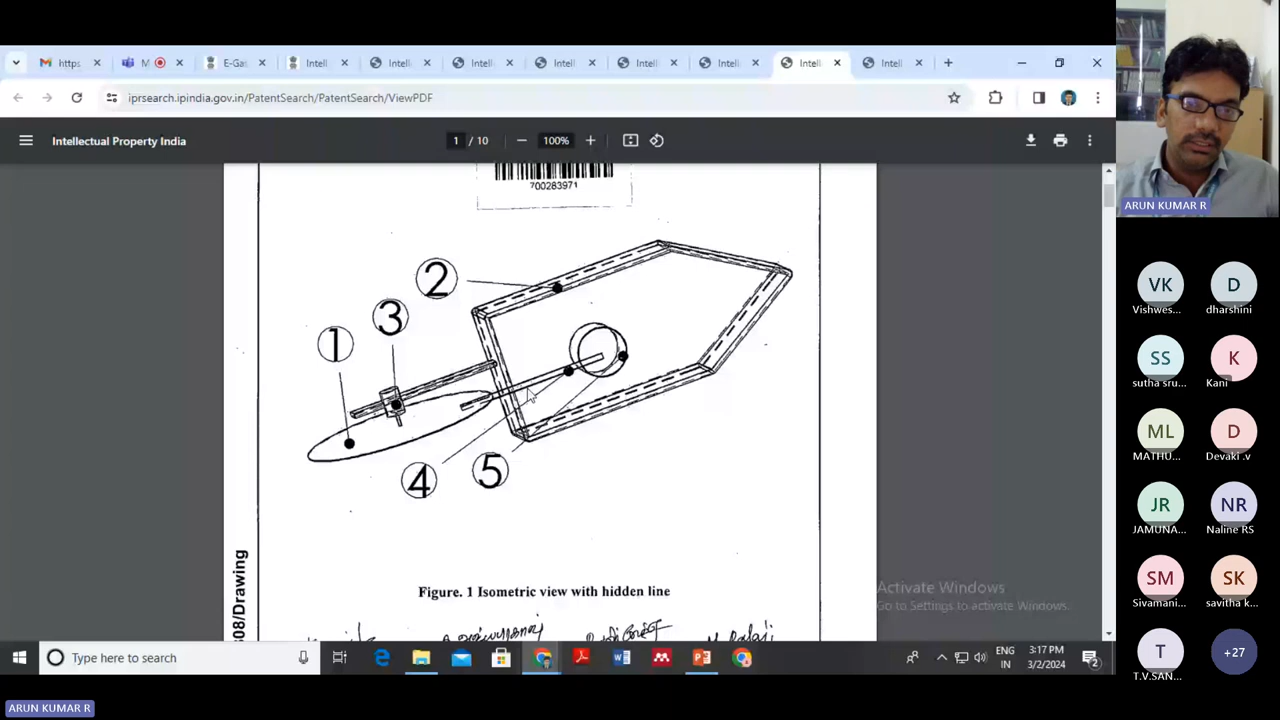 https
M
E-Ga
Intell
Intell
Intell
Intell
Intell
Intell
Intell
Intell
iprsearch.ipindia.gov.in/PatentSearch/PatentSearch/ViewPDF
Intellectual Property India
1 / 10
100%
700283971
2
3
1
4
5
Figure. 1 Isometric view with hidden line
808/Drawing
M. Balaji
Activate Windows
Go to Settings to activate Windows.
Type here to search
ENG
IN
3:17 PM
3/2/2024
2
ARUN KUMAR R
ARUN KUMAR R
VK
Vishwes...
D
dharshini
SS
sutha sru...
K
Kani
ML
MATHU...
D
Devaki .v
JR
JAMUNA...
NR
Naline RS
SM
Sivamani...
SK
savitha k...
T
T.V.SAN...
+27